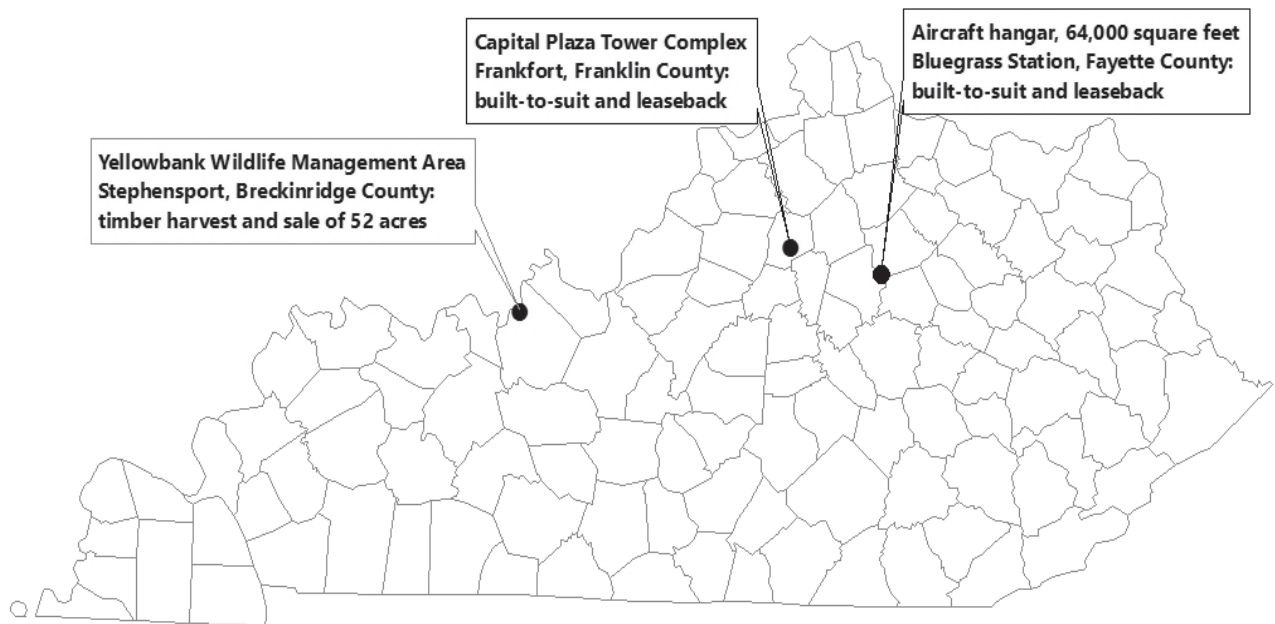 Capital Plaza Tower Complex
Frankfort, Franklin County:
built-to-suit and leaseback
Aircraft hangar, 64,000 square feet
Bluegrass Station, Fayette County:
built-to-suit and leaseback
Yellowbank Wildlife Management Area
Stephensport, Breckinridge County:
timber harvest and sale of 52 acres